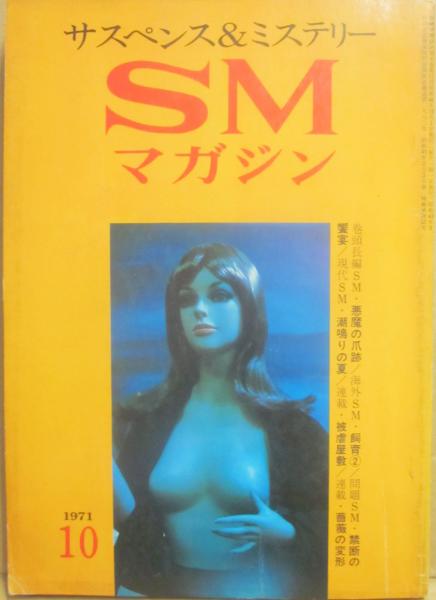 サスペンス&ミステリー
SM
マガジン
巻頭長編SM・悪魔の爪跡/海外SM・飼育②/問題SM・禁断の
饗宴/現代SM・潮鳴りの夏/連載・被虐屋敷/連載・薔薇の変形
1971
10